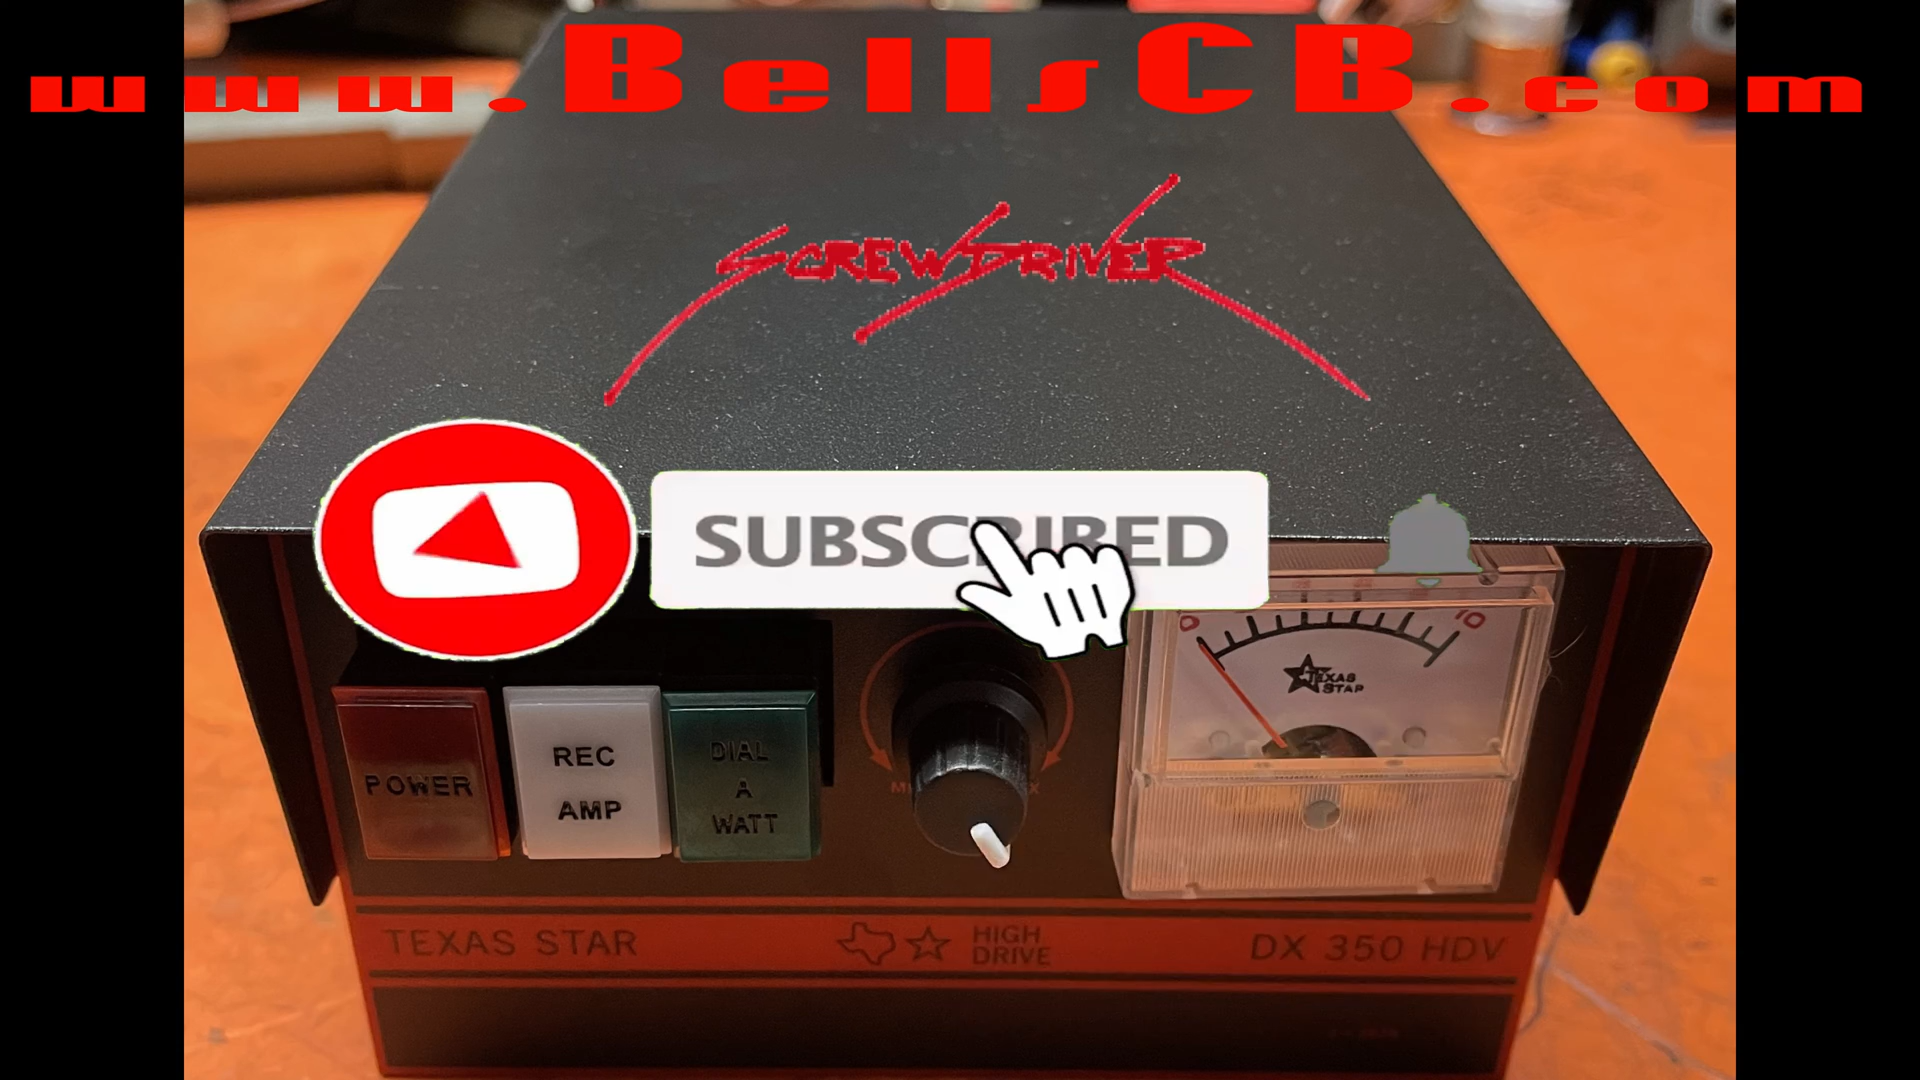 www.BellsCB.com
SCREWDRIVER
SUBSCRIBED
0 10
TEXAS
STAR
POWER
REC
AMP
DIAL
A
WATT
TEXAS STAR
HIGH
DRIVE
DX 350 HDV